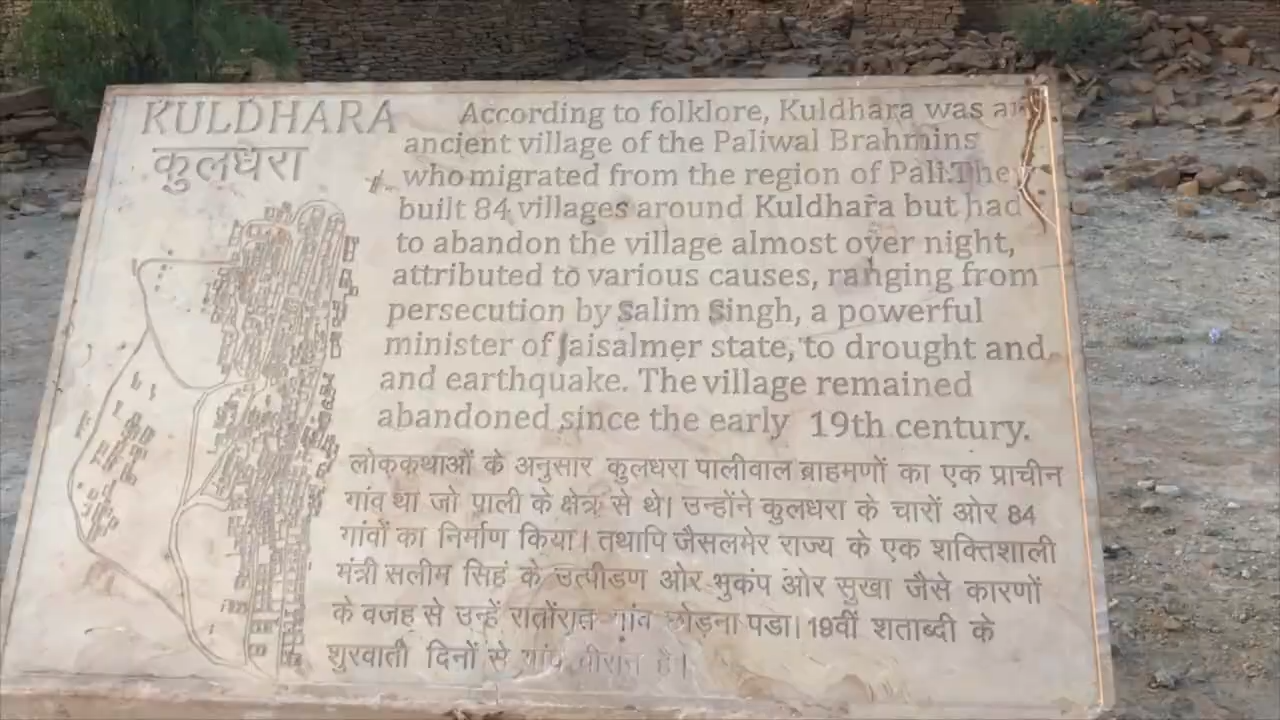 KULDHARA
कुलधेरा
According to folklore, Kuldhara was an
ancient village of the Paliwal Brahmins
who migrated from the region of Pali. They
built 84 villages around Kuldhara but had
to abandon the village almost over night,
attributed to various causes, ranging from
persecution by Salim Singh, a powerful
minister of Jaisalmer state, to drought and
and earthquake. The village remained
abandoned since the early 19th century.
लोककथाओं के अनुसार कुलधरा पालीवाल ब्राहमणों का एक प्राचीन
गांव था जो पाली के क्षेत्र से थे। उन्होंने कुलधरा के चारों ओर 84
गांवों का निर्माण किया। तथापि जैसलमेर राज्य के एक शक्तिशाली
मंत्री सलीम सिहं के उत्पीडण ओर भुकंप ओर सुखा जैसे कारणों
के वजह से उन्हें रातोंरात गांव छोड़ना पडा। 19वीं शताब्दी के
शुरवाती दिनों से गांव वीरान है।